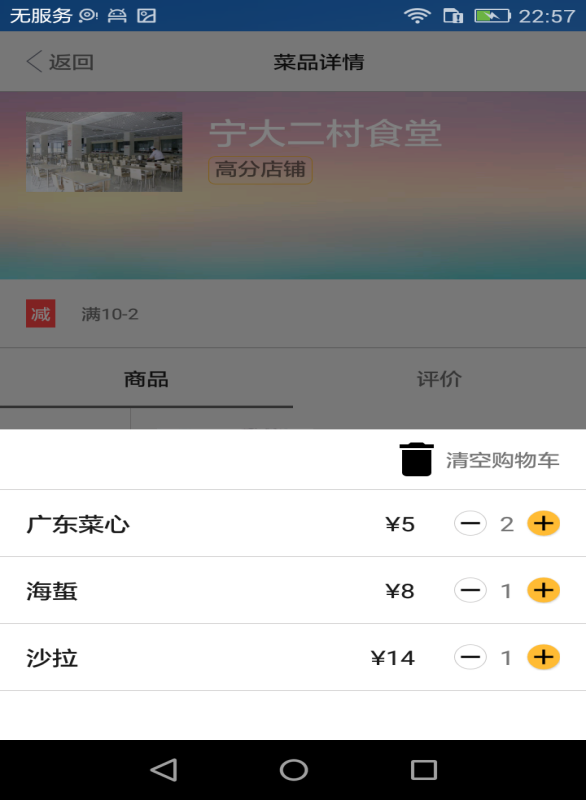 无服务 22:57
返回 菜品详情
宁大二村食堂
高分店铺
减 满10-2
商品 评价
清空购物车
广东菜心 ¥5 2
海蜇 ¥8 1
沙拉 ¥14 1